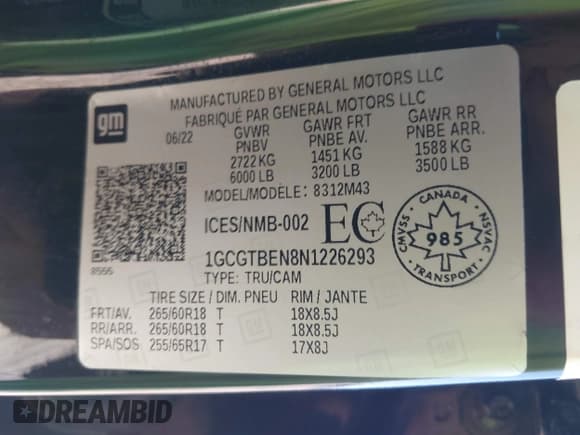 MANUFACTURED BY GENERAL MOTORS LLC
FABRIQUÉ PAR GENERAL MOTORS LLC
gm
06/22
GVWR GAWR FRT GAWR RR
PNBV PNBE AV. PNBE ARR.
2722 KG 1451 KG 1588 KG
6000 LB 3200 LB 3500 LB
MODEL/MODÈLE: 8312M43
ICES/NMB-002 EC
1GCGTBEN8N1226293
TYPE: TRU/CAM
CANADA
CMVSS NSVAC
985
TRANSPORT
8555
TIRE SIZE / DIM. PNEU RIM / JANTE
FRT/AV. 265/60R18 T 18X8.5J
RR/ARR. 265/60R18 T 18X8.5J
SPA/SOS: 255/65R17 T 17X8J
DREAMBID